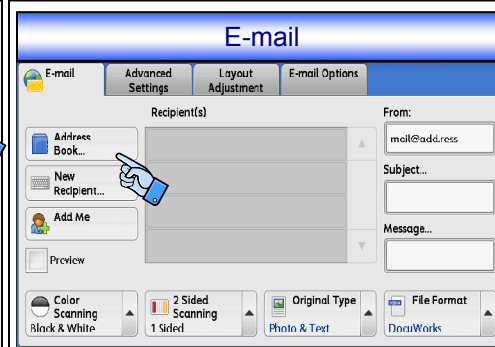 E-mail
E-mail
Advanced
Settings
Layout
Adjustment
E-mail Options
Recipient(s)
From:
Address
Book...
mail@add.ress
New
Recipient...
Subject...
Add Me
Message...
Preview
Color
Scanning
Black & White
2 Sided
Scanning
1 Sided
Original Type
Photo & Text
File Format
DocuWorks